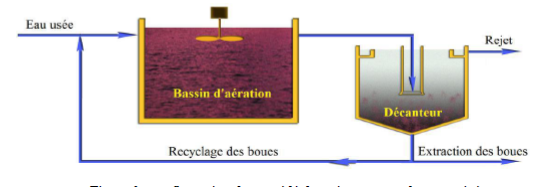 Eau usée
Rejet
Bassin d'aération
Décanteur
Recyclage des boues
Extraction des boues